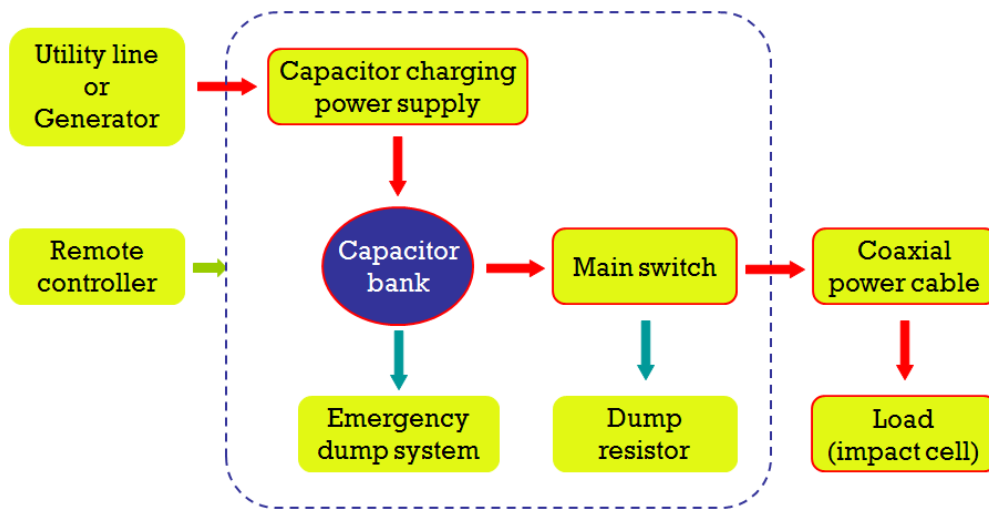 Utility line
or
Generator
Capacitor charging
power supply
Remote
controller
Capacitor
bank
Main switch
Coaxial
power cable
Emergency
dump system
Dump
resistor
Load
(impact cell)